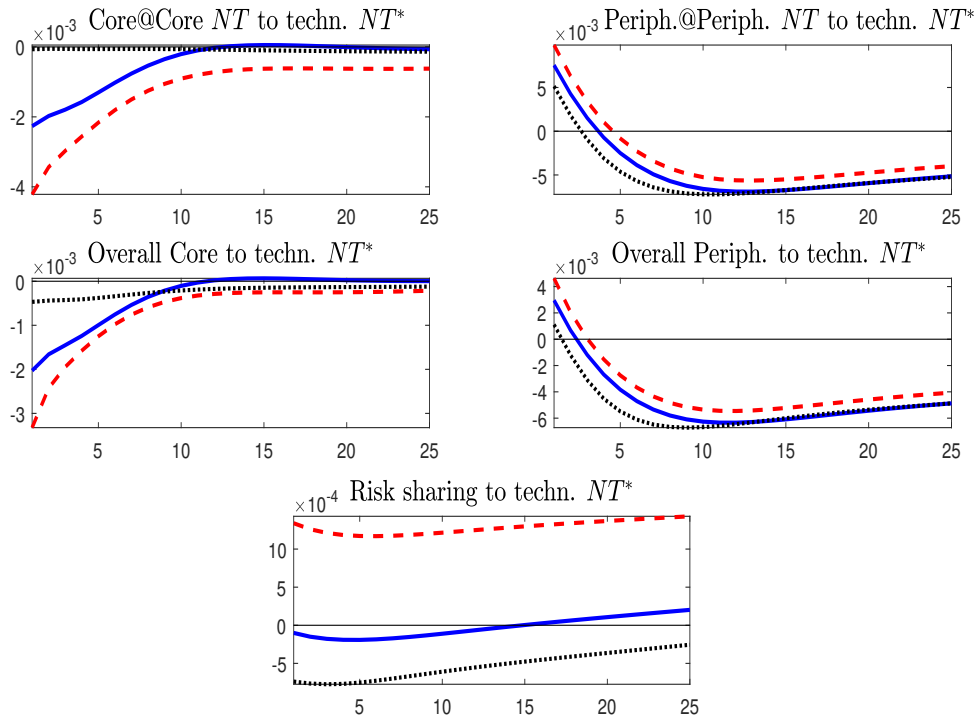 Core@Core NT to techn. NT*
×10⁻³
0
-2
-4
5 10 15 20 25
Periph.@Periph. NT to techn. NT*
×10⁻³
5
0
-5
5 10 15 20 25
Overall Core to techn. NT*
×10⁻³
0
-1
-2
-3
5 10 15 20 25
Overall Periph. to techn. NT*
×10⁻³
4
2
0
-2
-4
-6
5 10 15 20 25
Risk sharing to techn. NT*
×10⁻⁴
10
5
0
-5
5 10 15 20 25